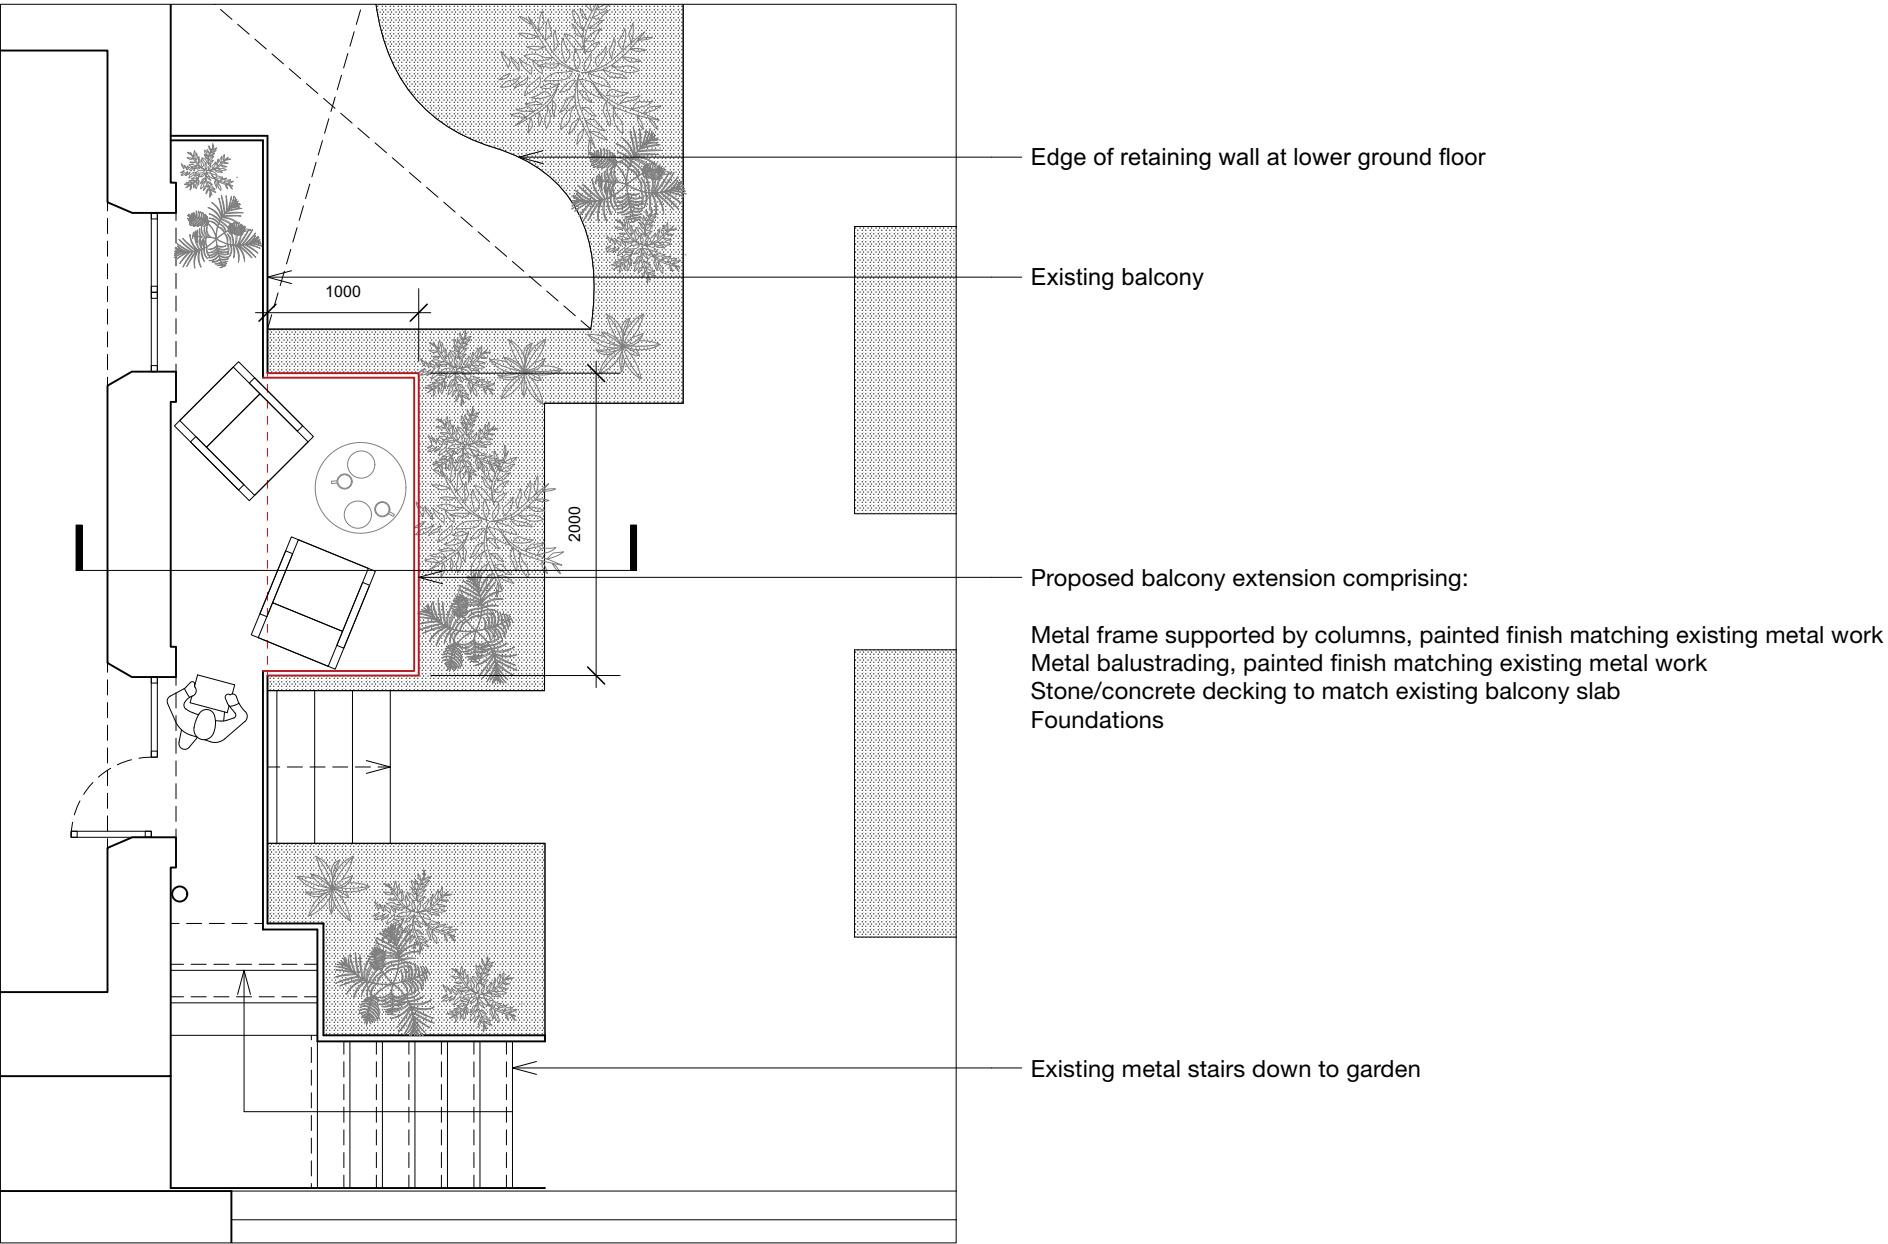 Edge of retaining wall at lower ground floor
Existing balcony
1000
2000
Proposed balcony extension comprising:
Metal frame supported by columns, painted finish matching existing metal work
Metal balustrading, painted finish matching existing metal work
Stone/concrete decking to match existing balcony slab
Foundations
Existing metal stairs down to garden